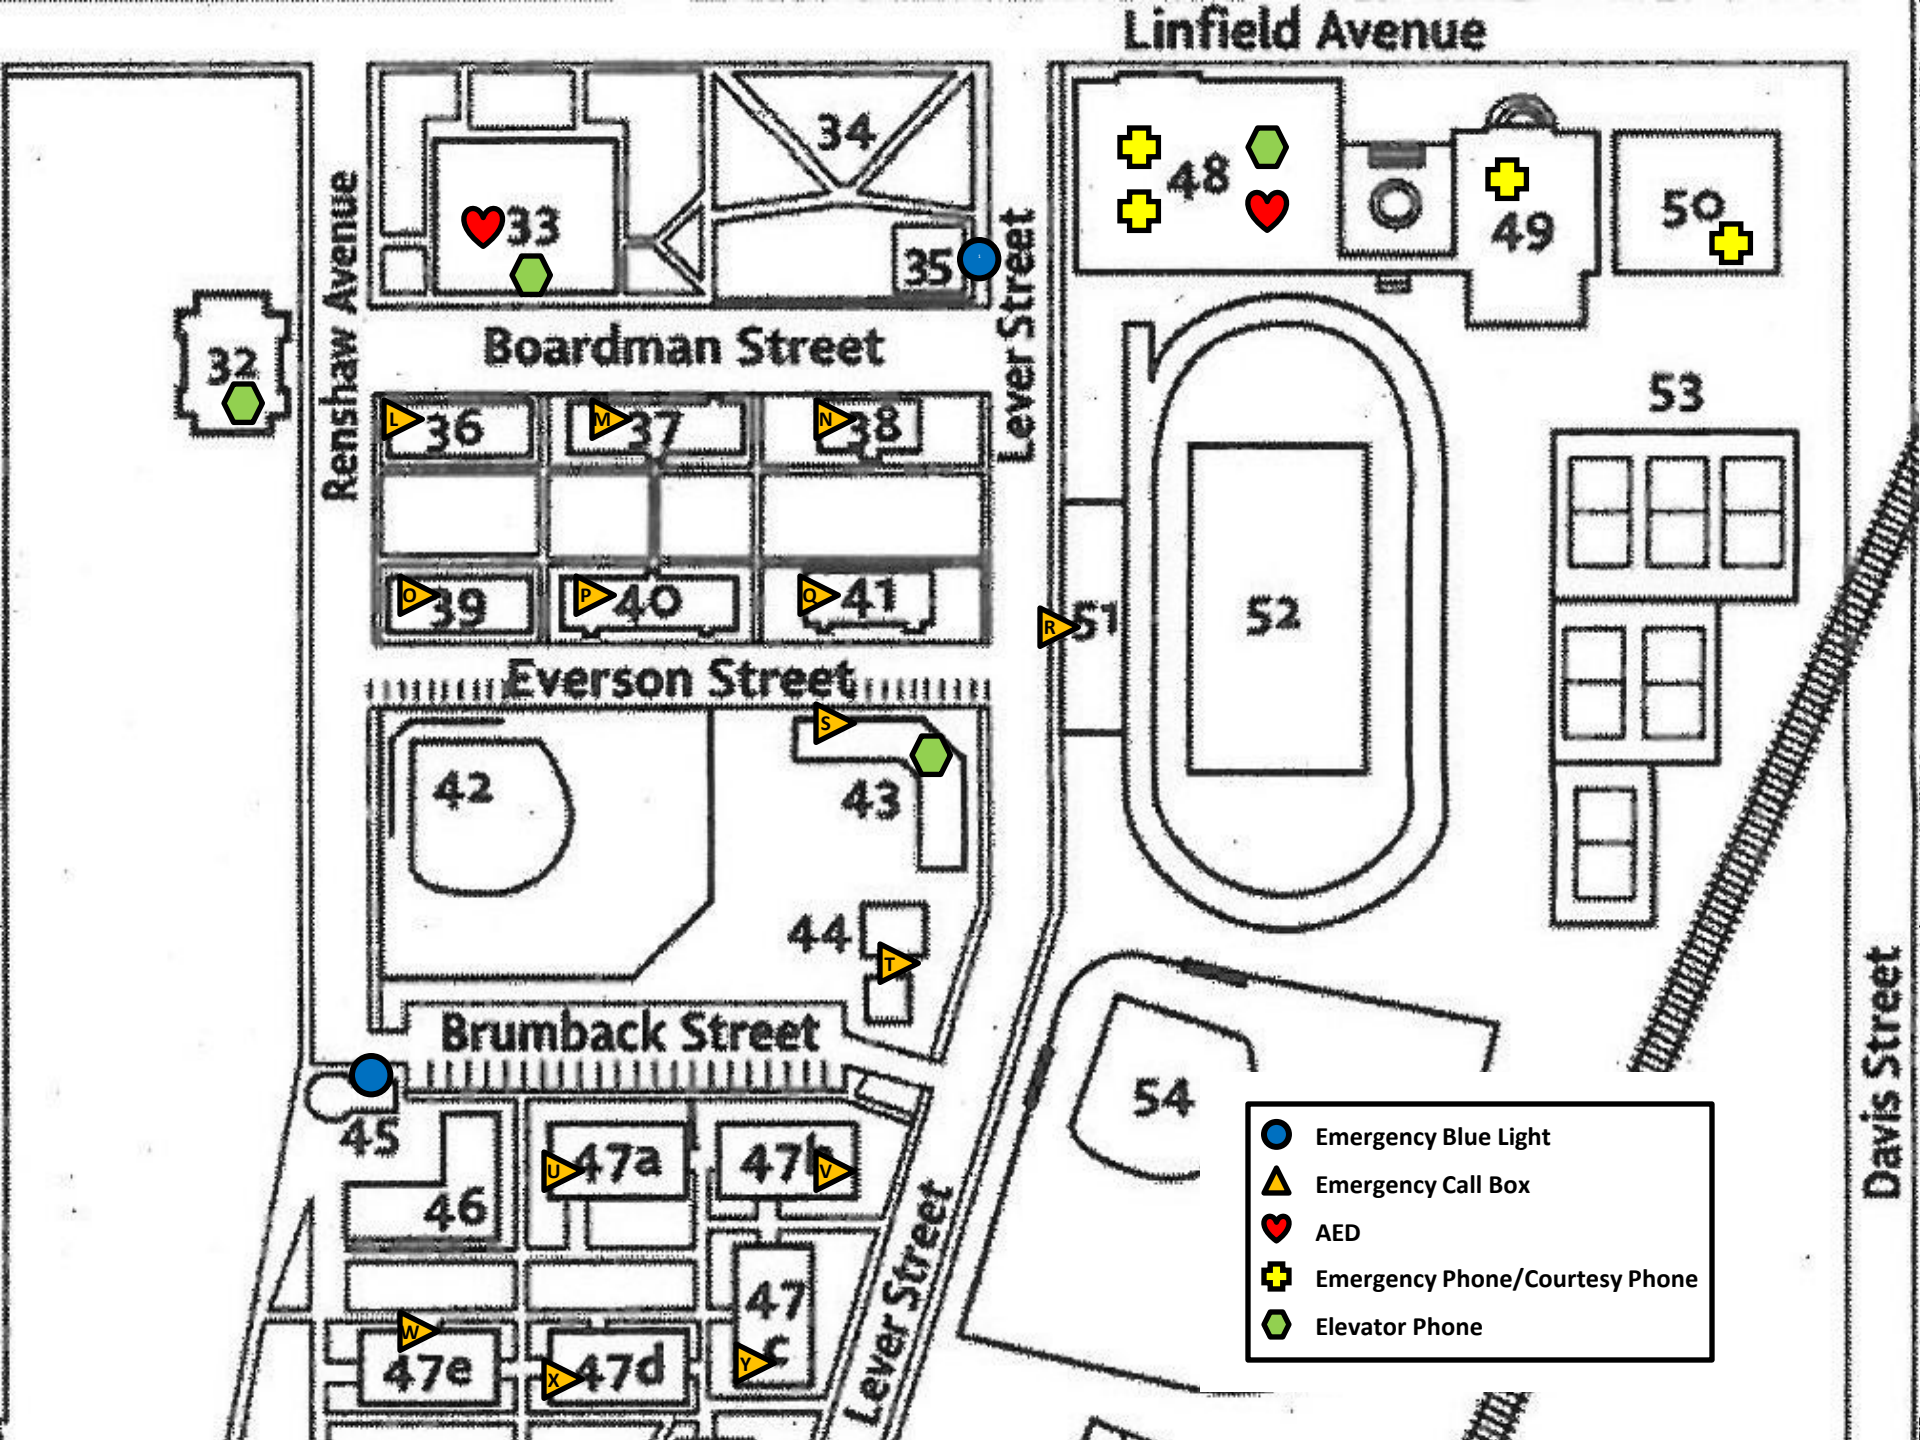 Linfield Avenue
34
48
33
50
49
35
Renshaw Avenue
Lever Street
Boardman Street
32
53
L
36
M
37
N
38
O
39
P
40
Q
41
R
51
52
Everson Street
S
42
43
44
T
Brumback Street
45
54
U
47a
47b
V
46
47
c
Y
W
47e
X
47d
Lever Street
Davis Street
Emergency Blue Light
Emergency Call Box
AED
Emergency Phone/Courtesy Phone
Elevator Phone